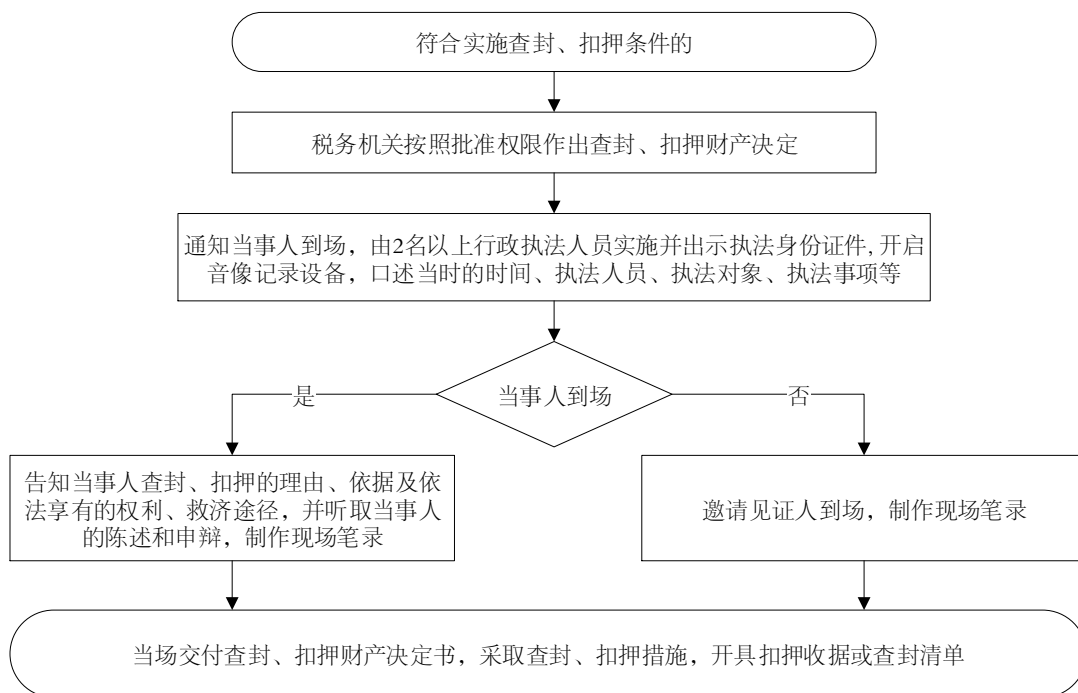 符合实施查封、扣押条件的
税务机关按照批准权限作出查封、扣押财产决定
通知当事人到场，由2名以上行政执法人员实施并出示执法身份证件,开启
音像记录设备，口述当时的时间、执法人员、执法对象、执法事项等
当事人到场
是
否
告知当事人查封、扣押的理由、依据及依
法享有的权利、救济途径，并听取当事人
的陈述和申辩，制作现场笔录
邀请见证人到场，制作现场笔录
当场交付查封、扣押财产决定书，采取查封、扣押措施，开具扣押收据或查封清单